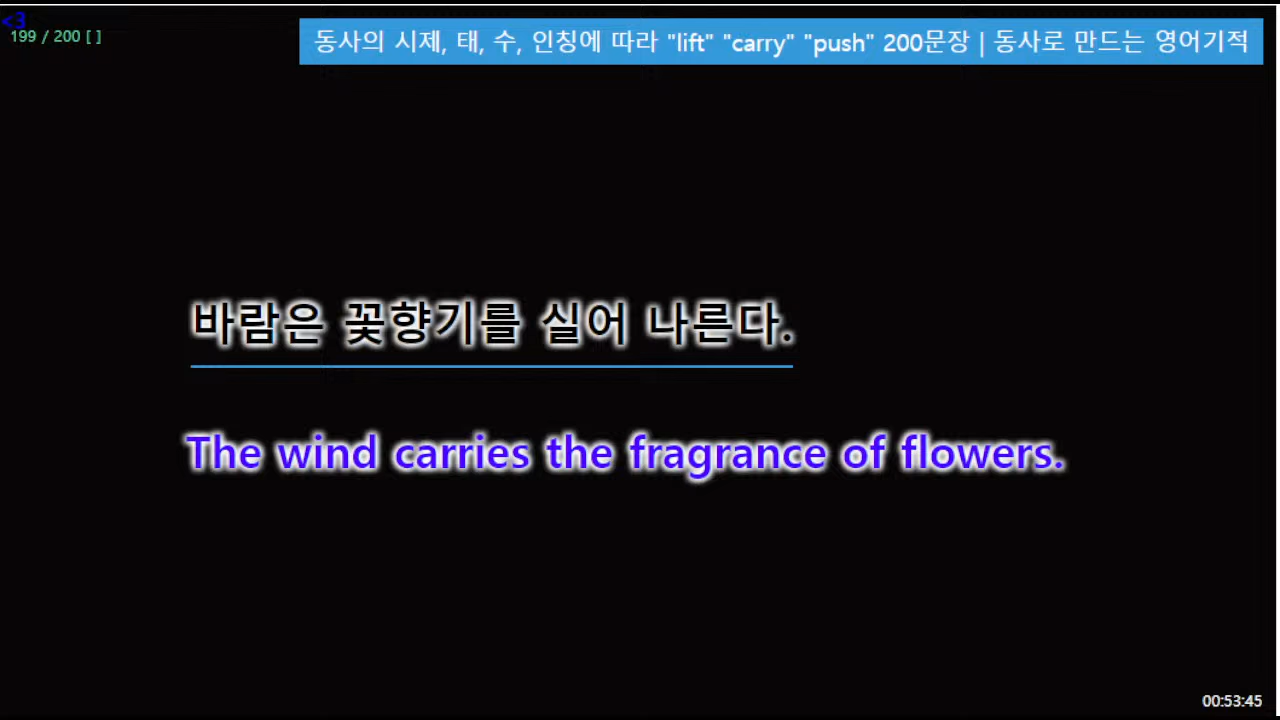 <3
199 / 200 [ ]
동사의 시제, 태, 수, 인칭에 따라 "lift" "carry" "push" 200문장 | 동사로 만드는 영어기적
바람은 꽃향기를 실어 나른다.
The wind carries the fragrance of flowers.
00:53:45